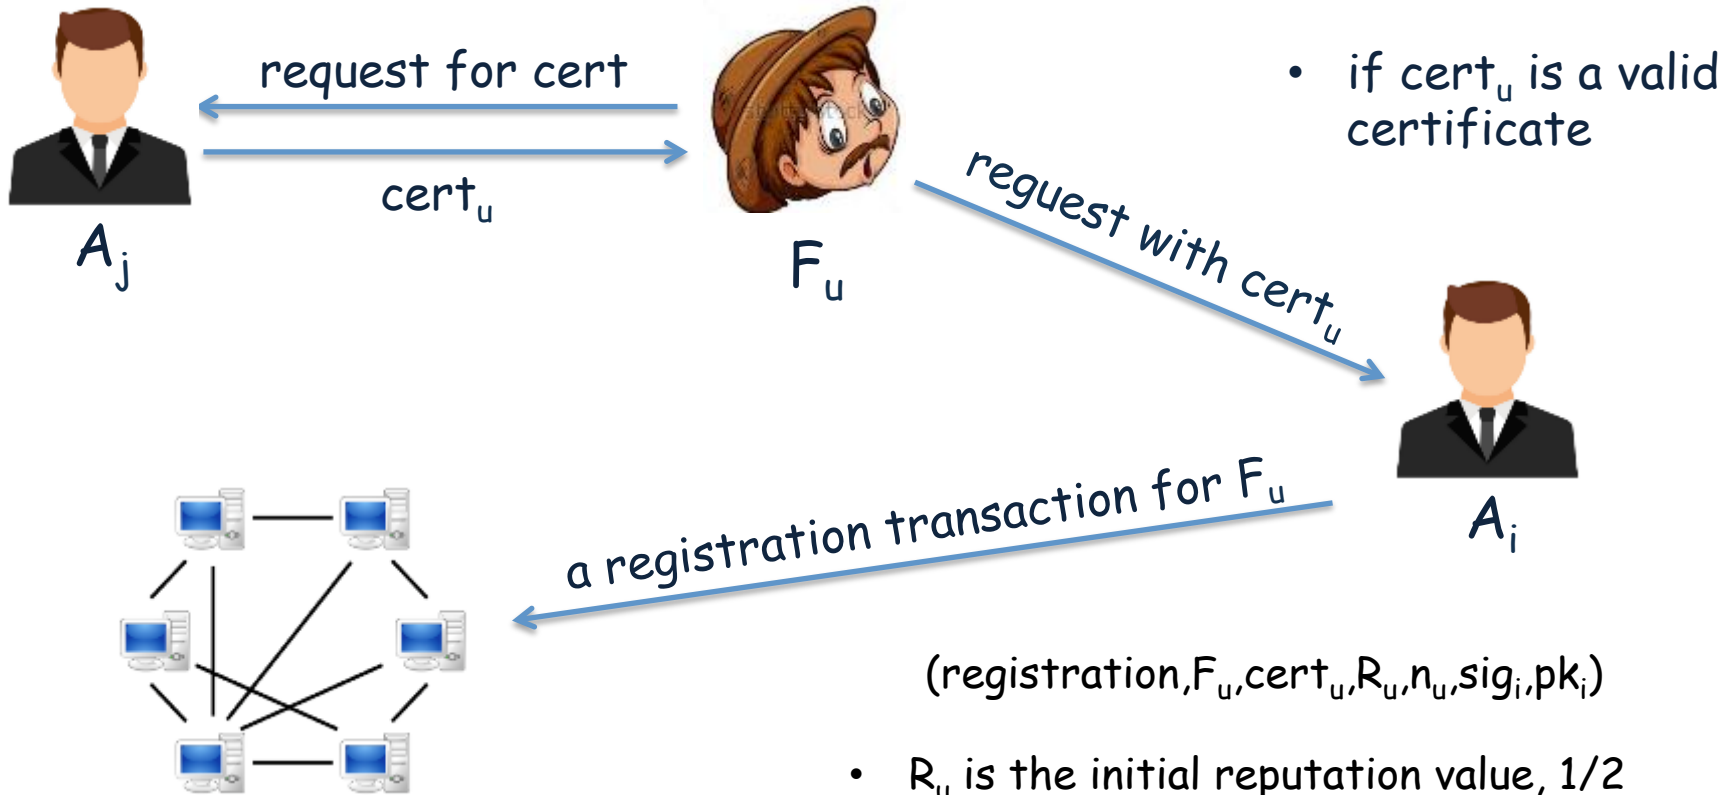 request for cert
• if certᵤ is a valid
certificate
certᵤ
reguest with certᵤ
Aⱼ
Fᵤ
a registration transaction for Fᵤ
Aᵢ
(registration,Fᵤ,certᵤ,Rᵤ,nᵤ,sigᵢ,pkᵢ)
• Rᵤ is the initial reputation value, 1/2